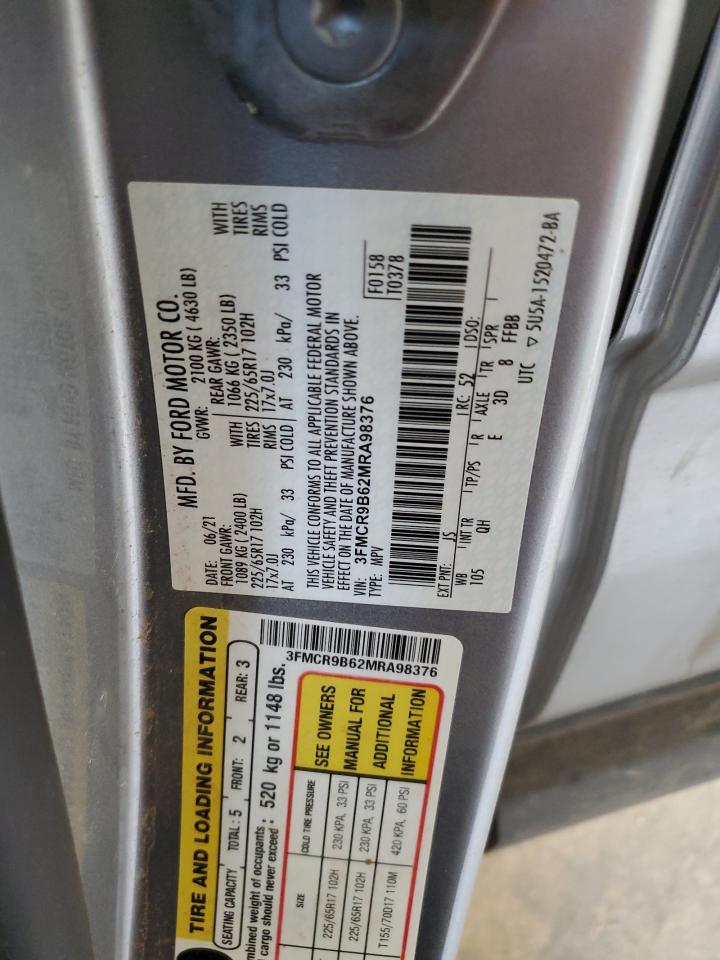 MFD. BY FORD MOTOR CO.
DATE: 06/21 GVWR: 2100 KG ( 4630 LB)
FRONT GAWR: REAR GAWR:
1089 KG (2400 LB) WITH 1066 KG ( 2350 LB) WITH
225/65R17 102H TIRES 225/65R17 102H TIRES
17x7.0J RIMS 17x7.0J RIMS
AT 230 kPa/ 33 PSI COLD AT 230 kPa/ 33 PSI COLD
THIS VEHICLE CONFORMS TO ALL APPLICABLE FEDERAL MOTOR
VEHICLE SAFETY AND THEFT PREVENTION STANDARDS IN
EFFECT ON THE DATE OF MANUFACTURE SHOWN ABOVE.
VIN: 3FMCR9B62MRA98376 F0158
TYPE: MPV T0378
EXT PNT: JS RC: 52 DSO:
WB INT TR TP/PS R AXLE TR SPR
105 QH E 3D 8 FFBB
UTC ▽ 5U5A-1520472-BA
TIRE AND LOADING INFORMATION
SEATING CAPACITY TOTAL: 5 FRONT: 2 REAR: 3
mbined weight of occupants
cargo should never exceed 520 kg or 1148 lbs.
3FMCR9B62MRA98376
SIZE COLD TIRE PRESSURE
225/65R17 102H 230 KPA, 33 PSI
225/65R17 102H 230 KPA, 33 PSI
T155/70D17 110M 420 KPA, 60 PSI
SEE OWNERS
MANUAL FOR
ADDITIONAL
INFORMATION